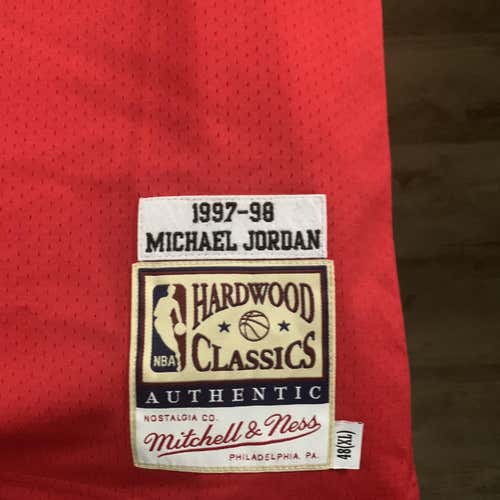 1997-98
MICHAEL JORDAN
NBA
HARDWOOD
CLASSICS
AUTHENTIC
NOSTALGIA CO.
Mitchell & Ness
PHILADELPHIA, PA.
48(XL)